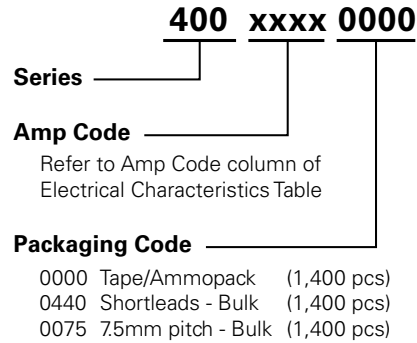 400 xxxx 0000
Series
Amp Code
Refer to Amp Code column of
Electrical Characteristics Table
Packaging Code
0000 Tape/Ammopack (1,400 pcs)
0440 Shortleads - Bulk (1,400 pcs)
0075 7.5mm pitch - Bulk (1,400 pcs)